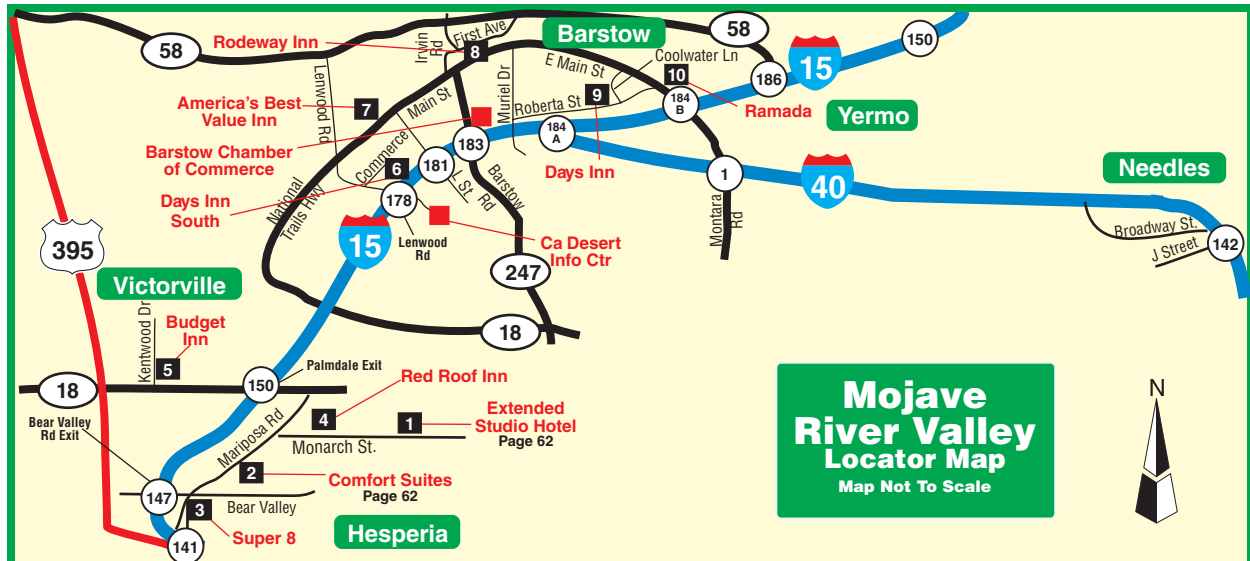 58
Rodeway Inn
Irwin
Rd
First Ave
8
Barstow
58
150
15
E Main St
Coolwater Ln
Lenwood Rd
America's Best
Value Inn
7
Main St
Muriel Dr
Roberta St
9
10
Ramada
184
B
186
Yermo
Barstow Chamber
of Commerce
183
184
A
Days Inn
Commerce
6
181
Days Inn
South
178
L St.
Barstow
Rd
1
40
Needles
National
Trails Hwy
Lenwood
Rd
Ca Desert
Info Ctr
Montara
Rd
Broadway St.
J Street
142
395
15
247
Victorville
18
Kentwood Dr
Budget
Inn
5
Palmdale Exit
18
150
Red Roof Inn
Bear Valley
Rd Exit
Mariposa Rd
4
1
Extended
Studio Hotel
Page 62
Monarch St.
2
Comfort Suites
Page 62
147
Bear Valley
3
Super 8
141
Hesperia
Mojave
River Valley
Locator Map
Map Not To Scale
N